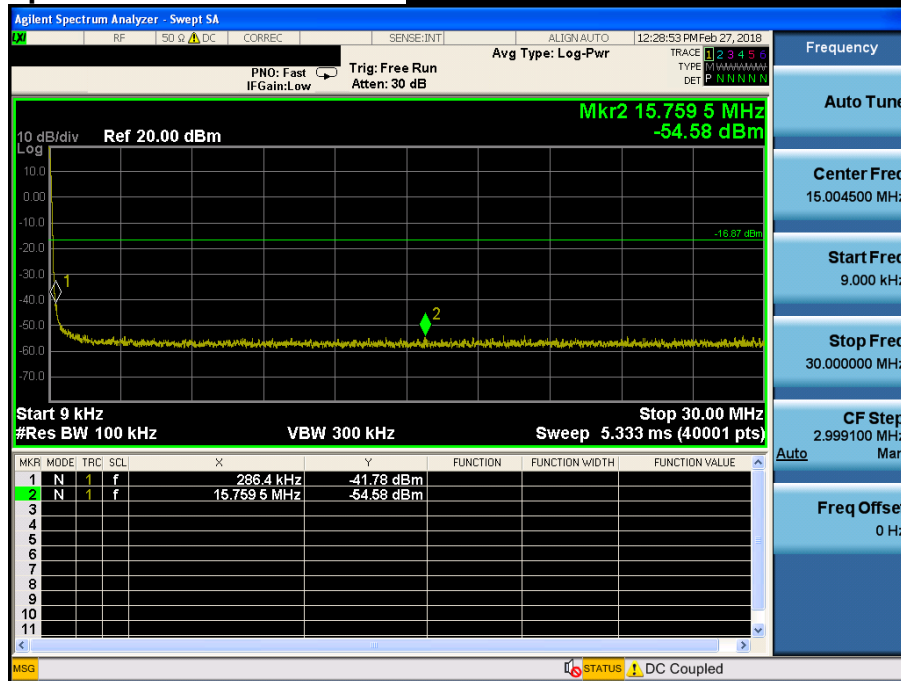 Agilent Spectrum Analyzer - Swept SA
LXI RF 50 Ω DC CORREC SENSE:INT ALIGN AUTO 12:28:53 PM Feb 27, 2018
Frequency
Avg Type: Log-Pwr TRACE 1 2 3 4 5 6
PNO: Fast Trig: Free Run TYPE M WWWWW
IFGain:Low Atten: 30 dB DET P N N N N N
Auto Tune
Mkr2 15.759 5 MHz
10 dB/div Ref 20.00 dBm -54.58 dBm
Log
10.0
0.00
-10.0
-20.0
-30.0
-40.0
-50.0
-60.0
-70.0
-16.87 dBm
1
2
Center Freq
15.004500 MHz
Start Freq
9.000 kHz
Stop Freq
30.000000 MHz
Start 9 kHz Stop 30.00 MHz
#Res BW 100 kHz VBW 300 kHz Sweep 5.333 ms (40001 pts)
CF Step
2.999100 MHz
Auto Man
MKR MODE TRC SCL X Y FUNCTION FUNCTION WIDTH FUNCTION VALUE
1 N 1 f 286.4 kHz -41.78 dBm
2 N 1 f 15.759 5 MHz -54.58 dBm
3
4
5
6
7
8
9
10
11
Freq Offset
0 Hz
MSG STATUS DC Coupled